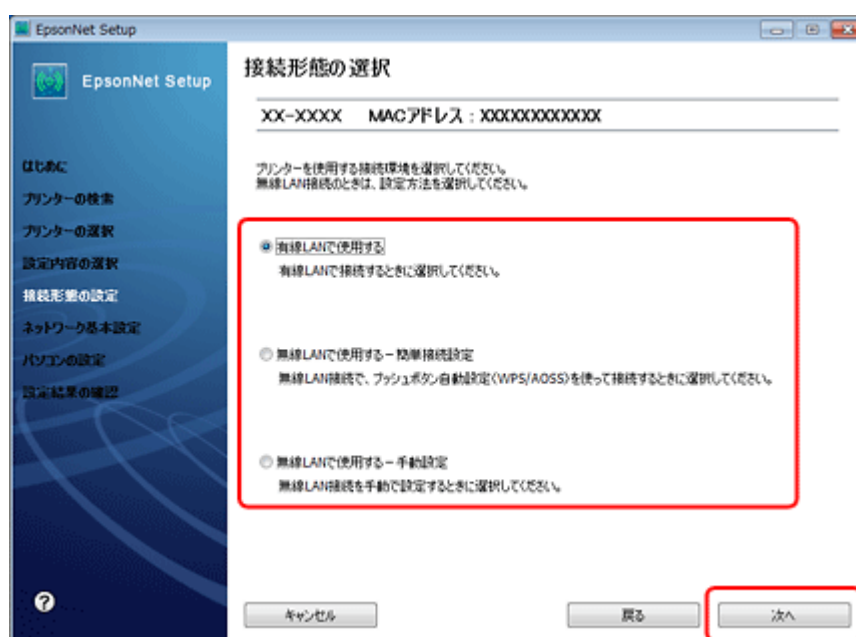 EpsonNet Setup
EpsonNet Setup
はじめに
プリンターの検索
プリンターの選択
設定内容の選択
接続形態の設定
ネットワーク基本設定
パソコンの設定
設定結果の確認
接続形態の選択
XX-XXXX MACアドレス：XXXXXXXXXXXX
プリンターを使用する接続環境を選択してください。
無線LAN接続のときは、設定方法を選択してください。
有線LANで使用する
有線LANで接続するときに選択してください。
無線LANで使用する－簡単接続設定
無線LAN接続で、プッシュボタン自動設定（WPS/AOSS）を使って接続するときに選択してください。
無線LANで使用する－手動設定
無線LAN接続を手動で設定するときに選択してください。
?
キャンセル
戻る
次へ